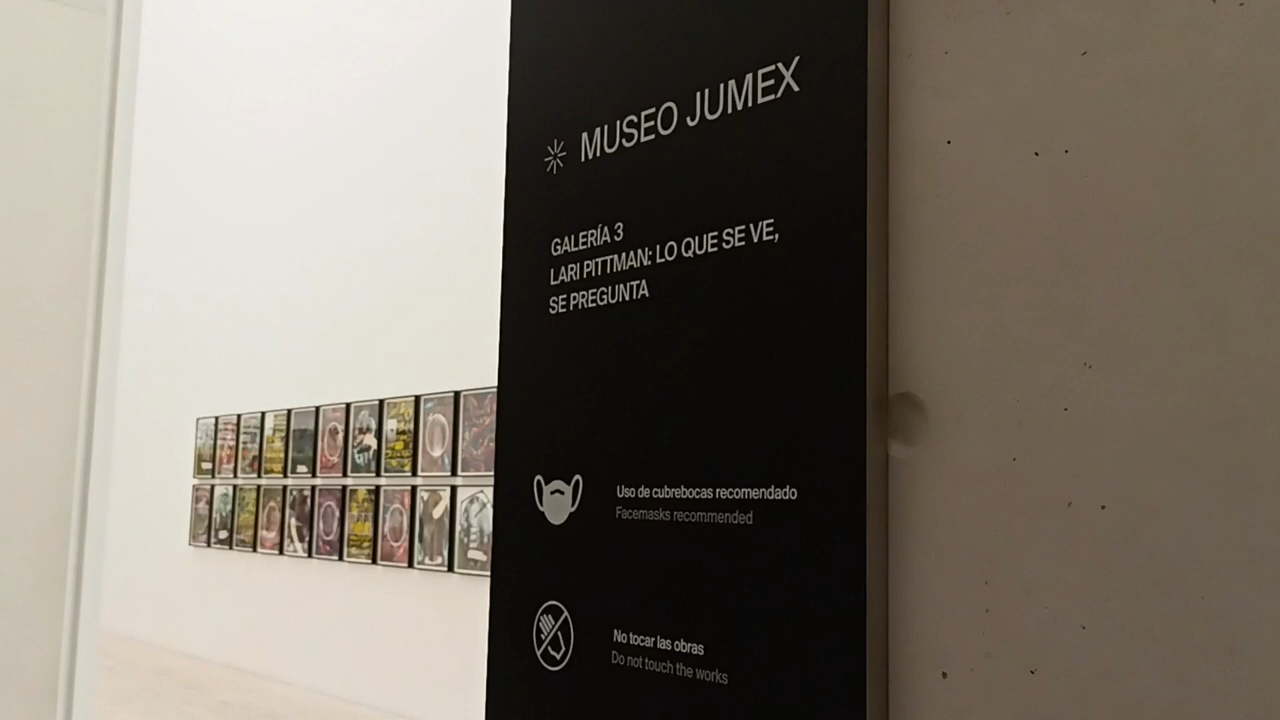 MUSEO JUMEX
GALERÍA 3
LARI PITTMAN: LO QUE SE VE,
SE PREGUNTA
Uso de cubrebocas recomendado
Facemasks recommended
No tocar las obras
Do not touch the works